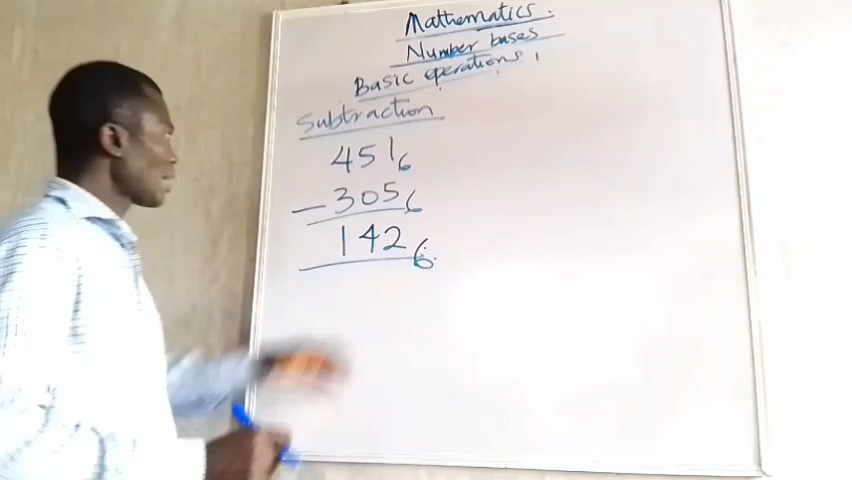 Mathematics.
Number bases
Basic operations,
Subtraction
451₆
- 305₆
142₆